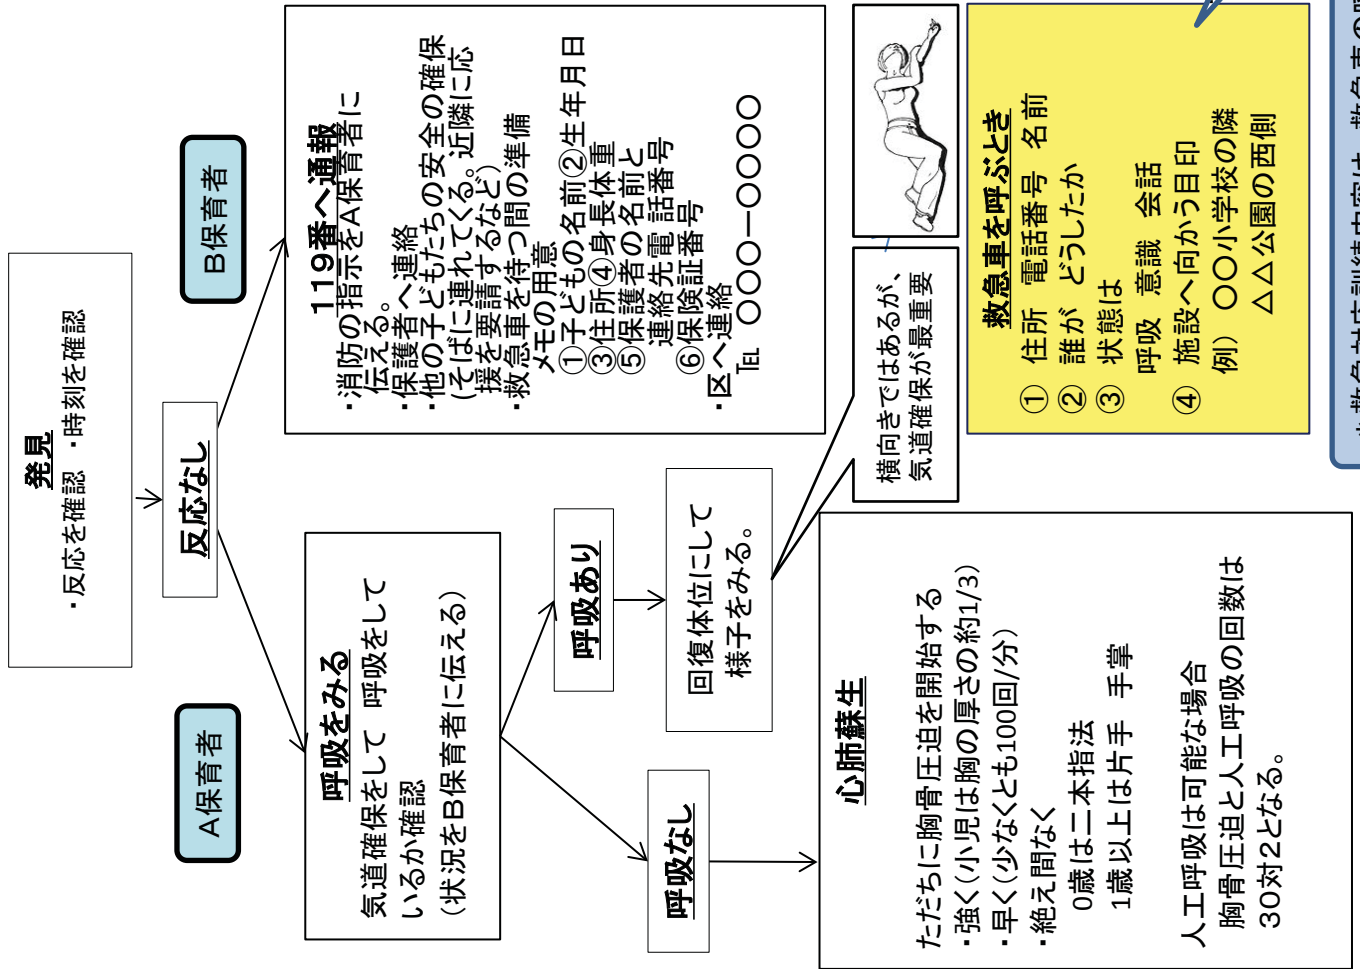 発見
・反応を確認 ・時刻を確認
反応なし
A保育者
B保育者
呼吸をみる
気道確保をして 呼吸をして
いるか確認
(状況をB保育者に伝える)
呼吸なし
呼吸あり
回復体位にして
様子をみる。
横向きではあるが、
気道確保が最重要
心肺蘇生
ただちに胸骨圧迫を開始する
・強く(小児は胸の厚さの約1/3)
・早く(少なくとも100回/分)
・絶え間なく
0歳は二本指法
1歳以上は片手 手掌
人工呼吸は可能な場合
胸骨圧迫と人工呼吸の回数は
30対2となる。
119番へ通報
・消防の指示をA保育者に
伝える。
・保護者へ連絡
・他の子どもたちの安全の確保
(そばに連れてくる。近隣に応
援を要請するなど)
・救急車を待つ間の準備
メモの用意
①子どもの名前②生年月日
③住所④身長体重
⑤保護者の名前と
連絡先電話番号
⑥保険証番号
・区へ連絡
℡ 〇〇〇ー〇〇〇〇
救急車を呼ぶとき
① 住所 電話番号 名前
② 誰が どうしたか
③ 状態は
呼吸 意識 会話
④ 施設へ向かう目印
例) 〇〇小学校の隣
△△公園の西側